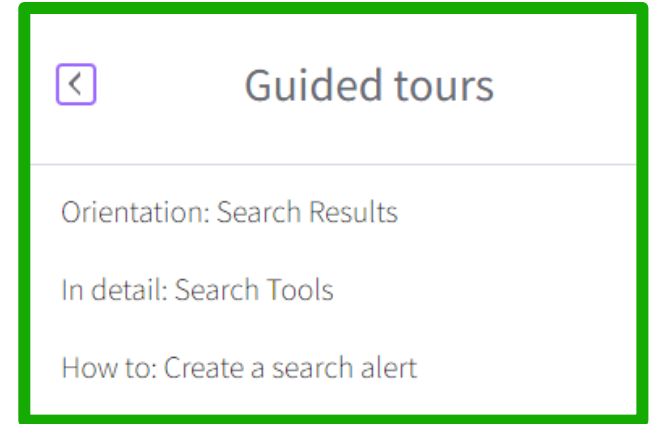 Guided tours
Orientation: Search Results
In detail: Search Tools
How to: Create a search alert